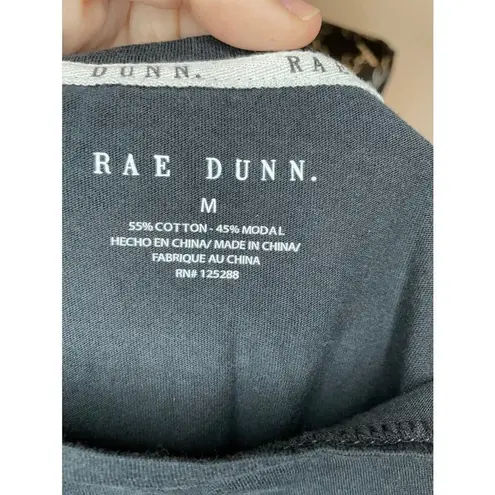 DUNN. RAE
RAE DUNN.
M
55% COTTON - 45% MODAL
HECHO EN CHINA/ MADE IN CHINA/
FABRIQUE AU CHINA
RN# 125288